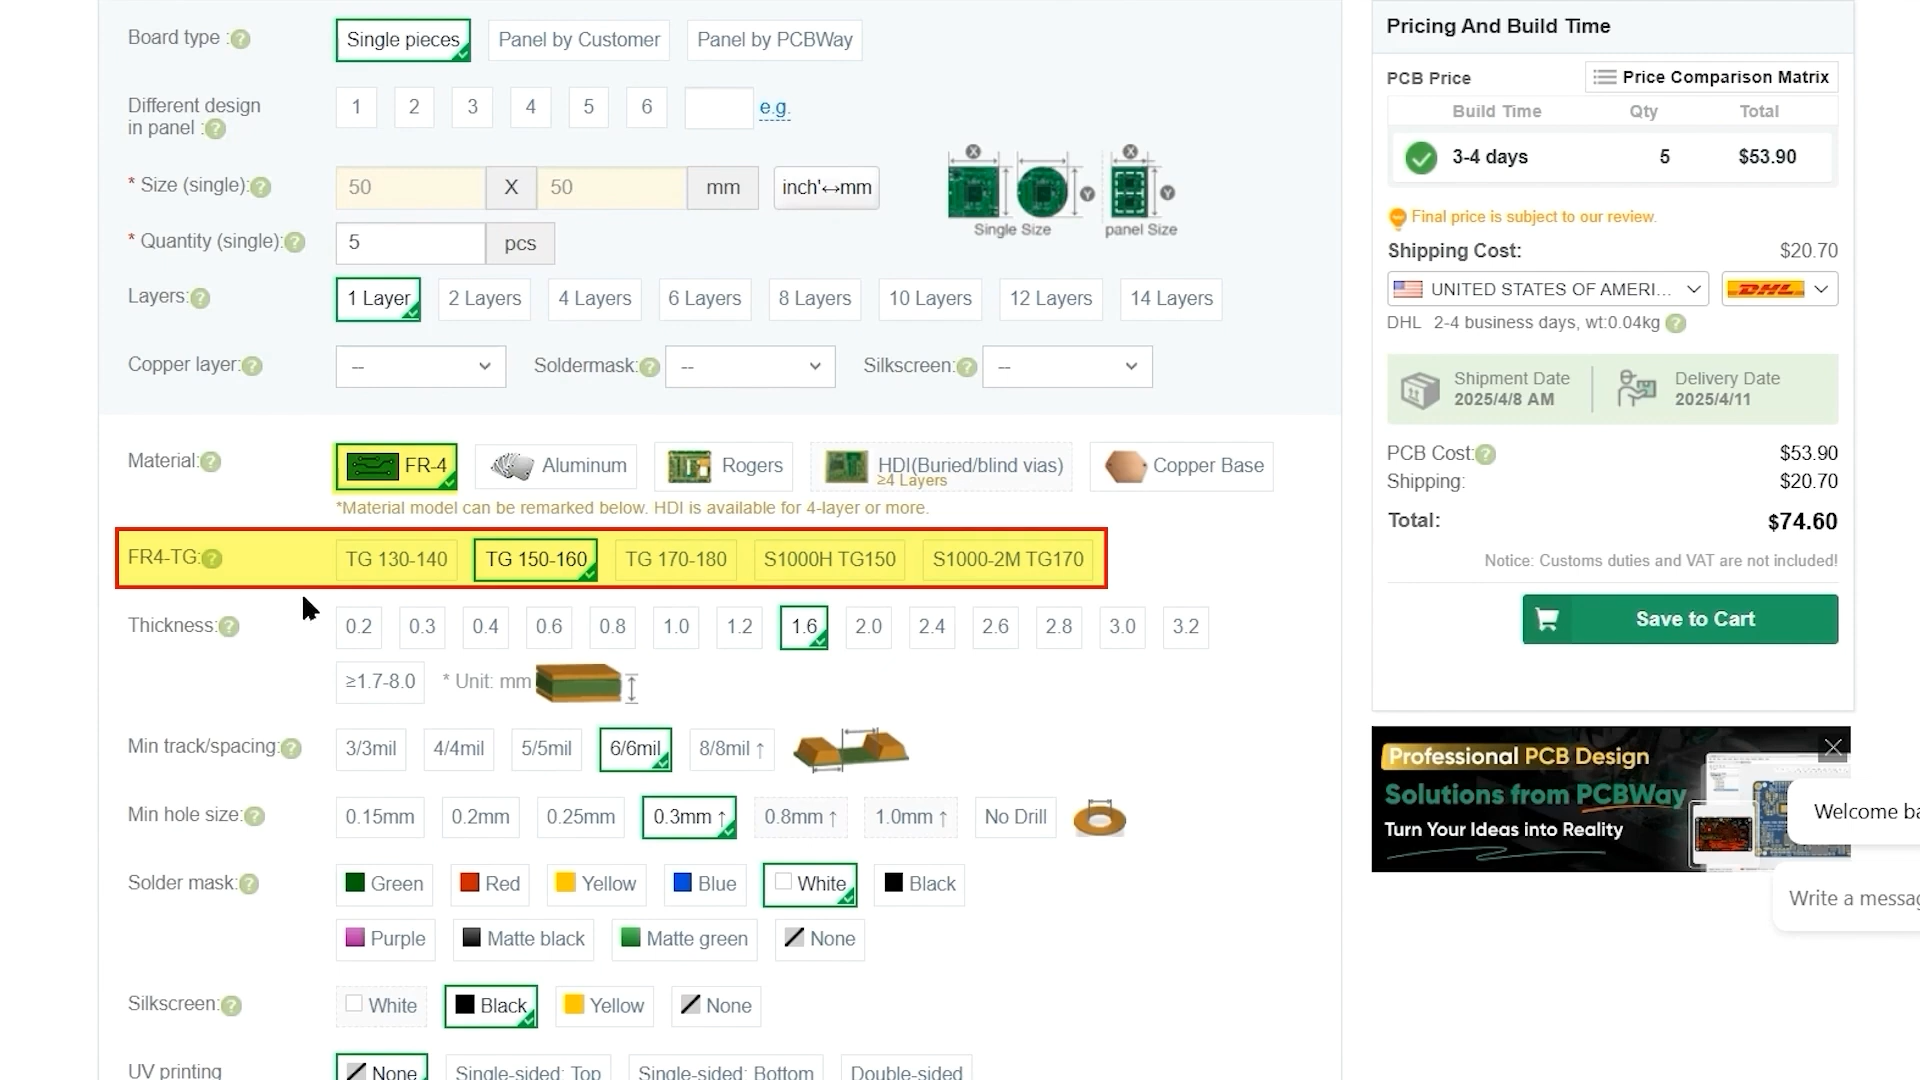 Board type :
Single pieces
Panel by Customer
Panel by PCBWay
Different design
in panel :
1
2
3
4
5
6
e.g.
* Size (single):
50
X
50
mm
inch'↔mm
X
X
Y
Y
Single Size
panel Size
* Quantity (single):
5
pcs
Layers:
1 Layer
2 Layers
4 Layers
6 Layers
8 Layers
10 Layers
12 Layers
14 Layers
Copper layer:
--
Soldermask:
--
Silkscreen:
--
Material:
FR-4
Aluminum
Rogers
HDI(Buried/blind vias)
≥4 Layers
Copper Base
*Material model can be remarked below. HDI is available for 4-layer or more.
FR4-TG:
TG 130-140
TG 150-160
TG 170-180
S1000H TG150
S1000-2M TG170
Thickness:
0.2
0.3
0.4
0.6
0.8
1.0
1.2
1.6
2.0
2.4
2.6
2.8
3.0
3.2
≥1.7-8.0
* Unit: mm
Min track/spacing:
3/3mil
4/4mil
5/5mil
6/6mil
8/8mil ↑
Min hole size:
0.15mm
0.2mm
0.25mm
0.3mm ↑
0.8mm ↑
1.0mm ↑
No Drill
Solder mask:
Green
Red
Yellow
Blue
White
Black
Purple
Matte black
Matte green
None
Silkscreen:
White
Black
Yellow
None
UV printing
None
Single-sided: Top
Single-sided: Bottom
Double-sided
Pricing And Build Time
PCB Price
Price Comparison Matrix
Build Time
Qty
Total
3-4 days
5
$53.90
Final price is subject to our review.
Shipping Cost:
$20.70
UNITED STATES OF AMERI...
DHL
DHL 2-4 business days, wt:0.04kg
Shipment Date
2025/4/8 AM
Delivery Date
2025/4/11
PCB Cost:
$53.90
Shipping:
$20.70
Total:
$74.60
Notice: Customs duties and VAT are not included!
Save to Cart
Professional PCB Design
Solutions from PCBWay
Turn Your Ideas into Reality
Welcome ba
Write a messag